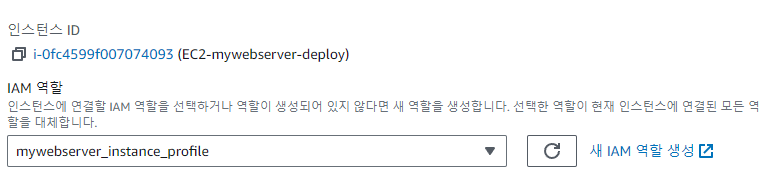 인스턴스 ID
i-0fc4599f007074093 (EC2-mywebserver-deploy)
IAM 역할
인스턴스에 연결할 IAM 역할을 선택하거나 역할이 생성되어 있지 않다면 새 역할을 생성합니다. 선택한 역할이 현재 인스턴스에 연결된 모든 역
할을 대체합니다.
mywebserver_instance_profile
새 IAM 역할 생성